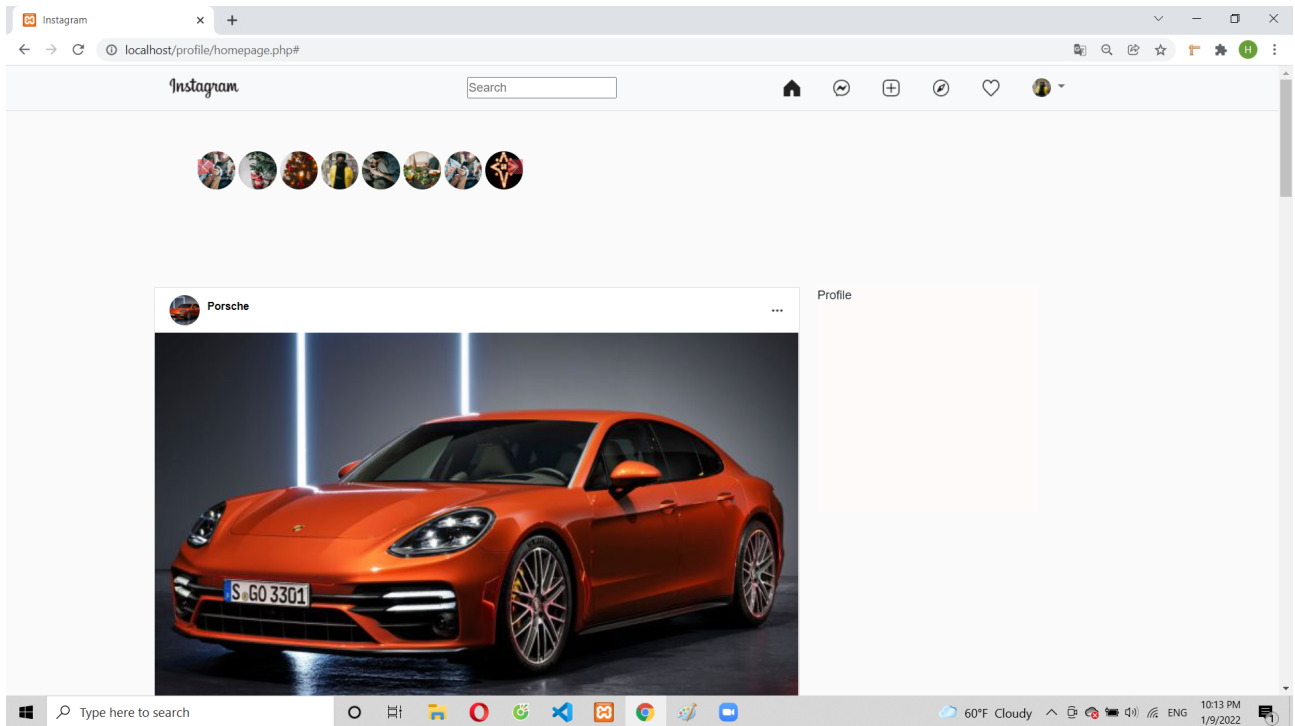 Instagram
localhost/profile/homepage.php#
H
Instagram
Search
Porsche
Profile
S GO 3301
Type here to search
60°F Cloudy
ENG
10:13 PM
1/9/2022
1